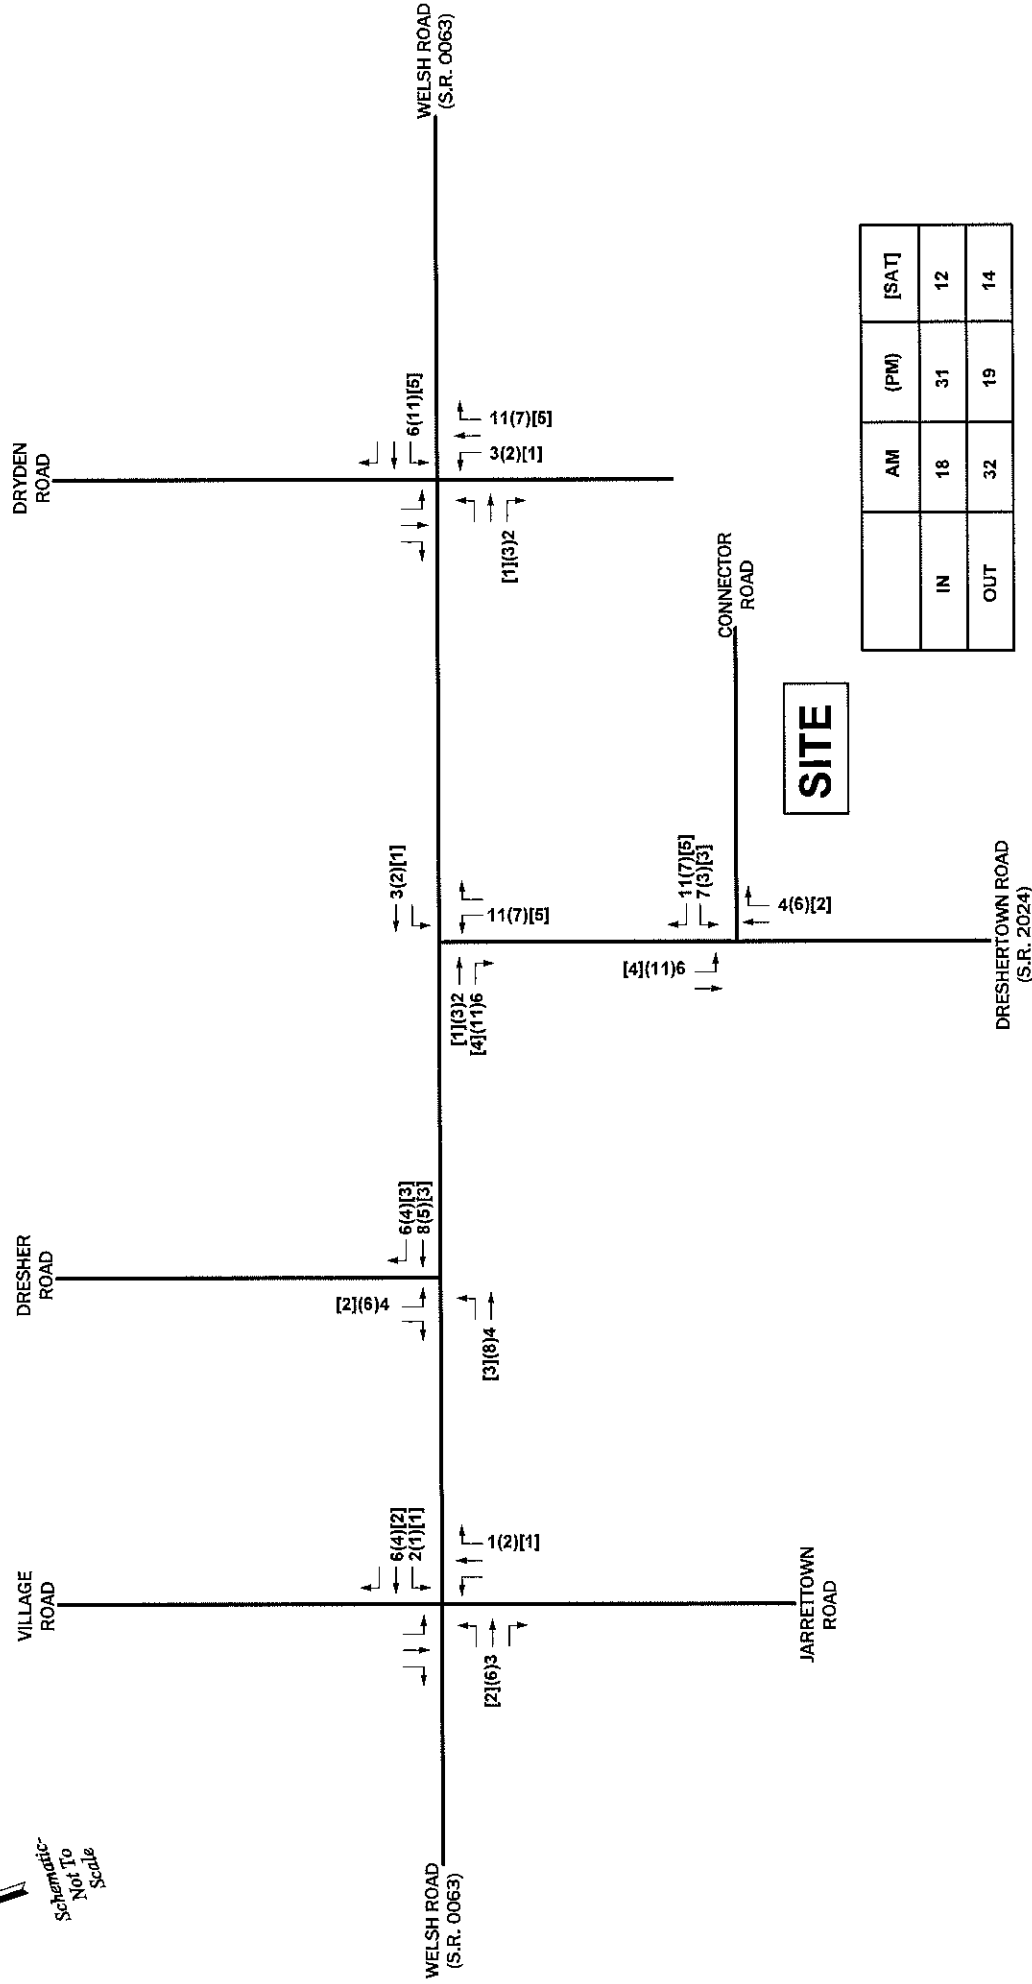 Schematic-
Not To
Scale
VILLAGE
ROAD
DRESHER
ROAD
DRYDEN
ROAD
WELSH ROAD
(S.R. 0063)
6(4)[2]
2(1)[1]
[2](6)3
1(2)[1]
[2](6)4
6(4)[3]
8(5)[3]
[3](8)4
3(2)[1]
[1](3)2
[4](11)6
11(7)[5]
6(11)[5]
[1](3)2
3(2)[1]
11(7)[5]
WELSH ROAD
(S.R. 0063)
JARRETTOWN
ROAD
[4](11)6
11(7)[5]
7(3)[3]
4(6)[2]
CONNECTOR
ROAD
SITE
DRESHERTOWN ROAD
(S.R. 2024)
AM (PM) [SAT]
IN 18 31 12
OUT 32 19 14